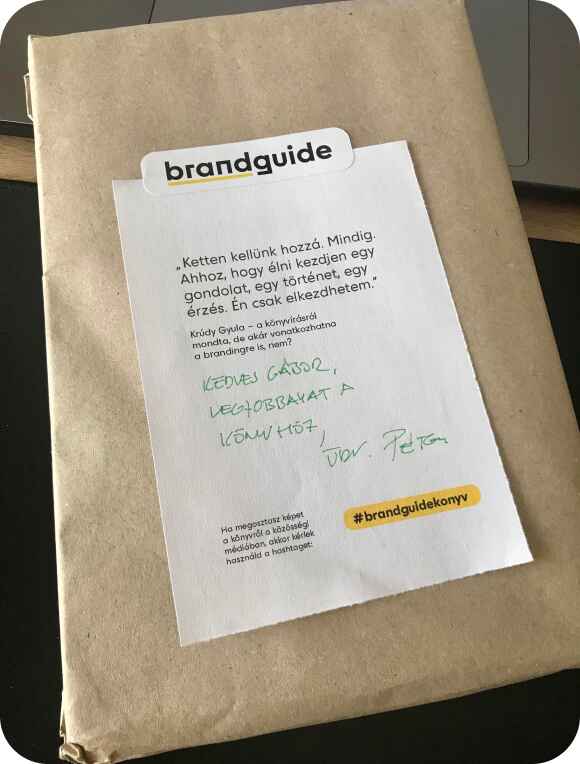 brandguide
„Ketten kellünk hozzá. Mindig.
Ahhoz, hogy élni kezdjen egy
gondolat, egy történet, egy
érzés. Én csak elkezdhetem.”
Krúdy Gyula – a könyvírásról
mondta, de akár vonatkozhatna
a brandingre is, nem?
KEDVES GÁBOR,
LEGJOBBAKAT A
KÖNYVHÖZ,
ÜDV. PÉTER
Ha megosztasz képet
a könyvről a közösségi
médiában, akkor kérlek
használd a hashtaget:
#brandguidekonyv